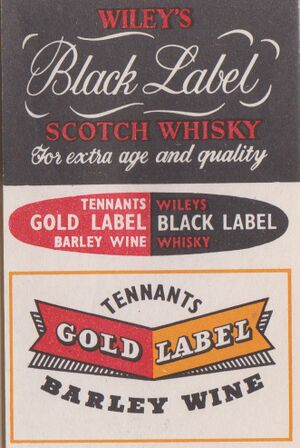 WILEY'S
Black Label
SCOTCH WHISKY
For extra age and quality
TENNANTS WILEYS
GOLD LABEL BLACK LABEL
BARLEY WINE WHISKY
TENNANTS
GOLD LABEL
BARLEY WINE